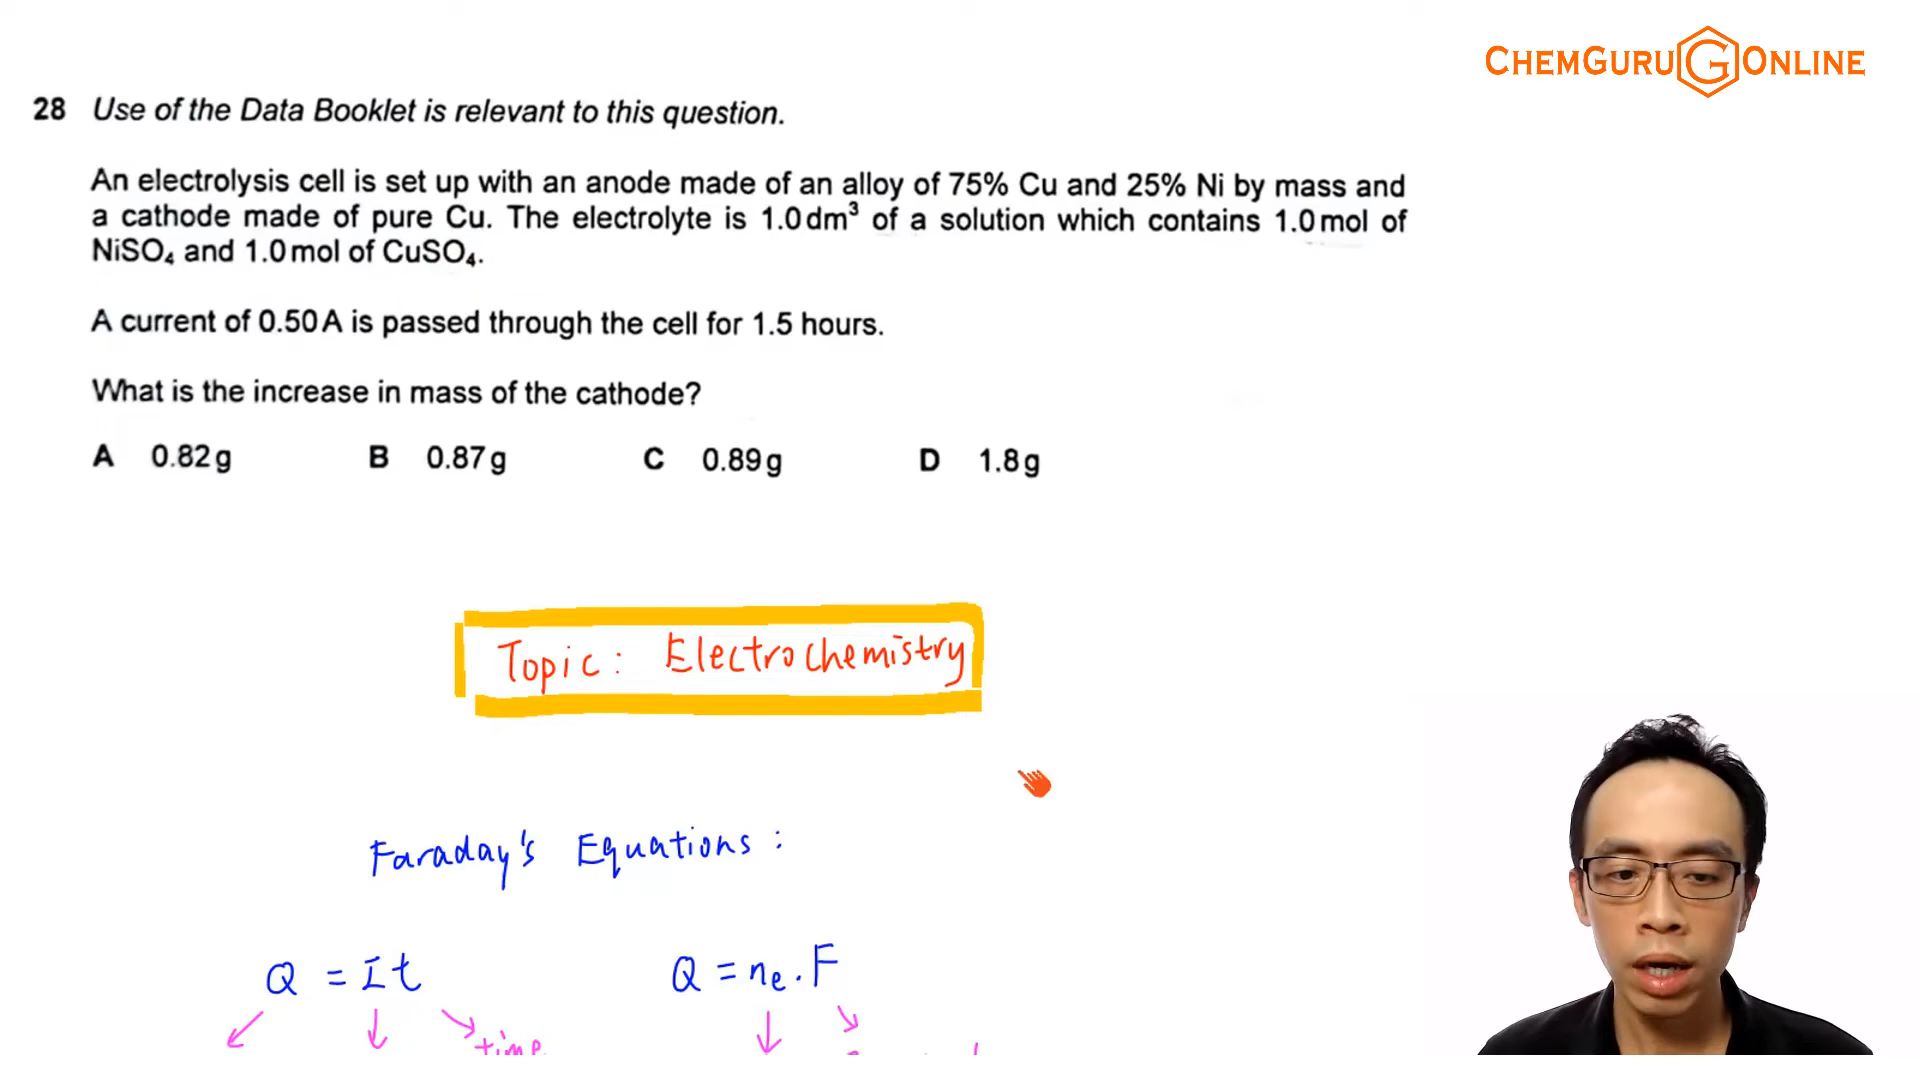 CHEMGURU G ONLINE
28 Use of the Data Booklet is relevant to this question.
An electrolysis cell is set up with an anode made of an alloy of 75% Cu and 25% Ni by mass and
a cathode made of pure Cu. The electrolyte is 1.0 dm³ of a solution which contains 1.0 mol of
NiSO₄ and 1.0 mol of CuSO₄.
A current of 0.50 A is passed through the cell for 1.5 hours.
What is the increase in mass of the cathode?
A 0.82 g B 0.87 g C 0.89 g D 1.8 g
Topic: Electrochemistry
Faraday's Equations:
Q = It Q = nₑ.F
time